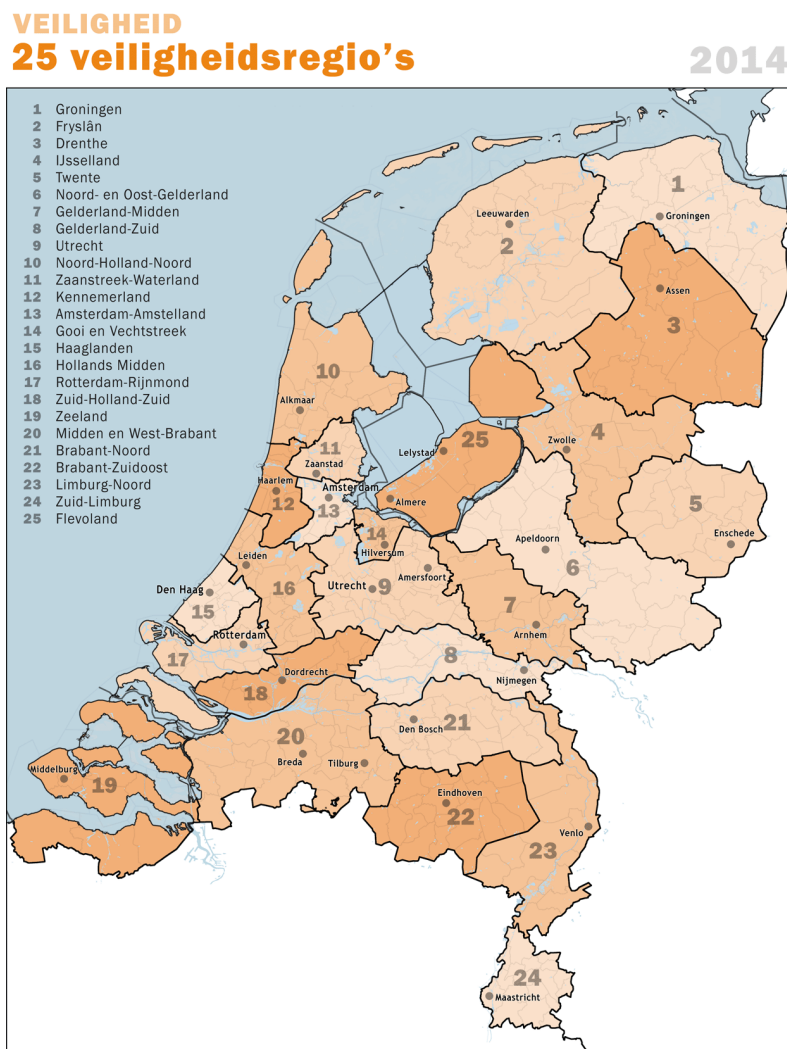 VEILIGHEID
25 veiligheidsregio's
2014
1 Groningen
2 Fryslân
3 Drenthe
4 IJsselland
5 Twente
6 Noord- en Oost-Gelderland
7 Gelderland-Midden
8 Gelderland-Zuid
9 Utrecht
10 Noord-Holland-Noord
11 Zaanstreek-Waterland
12 Kennemerland
13 Amsterdam-Amstelland
14 Gooi en Vechtstreek
15 Haaglanden
16 Hollands Midden
17 Rotterdam-Rijnmond
18 Zuid-Holland-Zuid
19 Zeeland
20 Midden en West-Brabant
21 Brabant-Noord
22 Brabant-Zuidoost
23 Limburg-Noord
24 Zuid-Limburg
25 Flevoland
1
Leeuwarden
Groningen
2
Assen
3
10
Alkmaar
4
25
Zwolle
11
Lelystad
Zaanstad
Haarlem
Amsterdam
12
13
Almere
5
Enschede
14
Apeldoorn
Hilversum
Leiden
6
Amersfoort
Den Haag
16
Utrecht
9
15
7
Rotterdam
Arnhem
17
8
Dordrecht
Nijmegen
18
Den Bosch
21
20
Breda
Tilburg
Middelburg
19
Eindhoven
22
Venlo
23
24
Maastricht